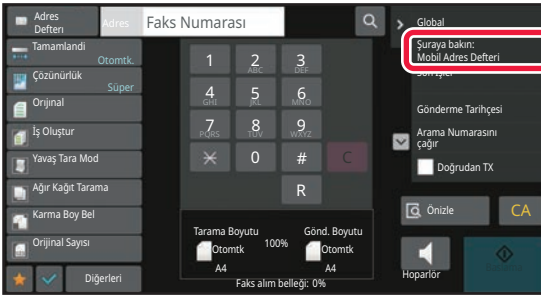 Adres
Defteri
Adres
Faks Numarası
Tamamlandi
Otomtk.
Çözünürlük
Süper
Orijinal
İş Oluştur
Yavaş Tara Mod
Ağır Kağıt Tarama
Karma Boy Bel
Orijinal Sayısı
Diğerleri
1
2
ABC
3
DEF
4
GHI
5
JKL
6
MNO
7
PQRS
8
TUV
9
WXYZ
0
#
C
R
Tarama Boyutu
Otomtk
A4
100%
Gönd. Boyutu
Otomtk
A4
Faks alım belleği: 0%
Global
Şuraya bakın:
Mobil Adres Defteri
Son İşler
Gönderme Tarihçesi
Arama Numarasını
çağır
Doğrudan TX
Önizle
CA
Hoparlör